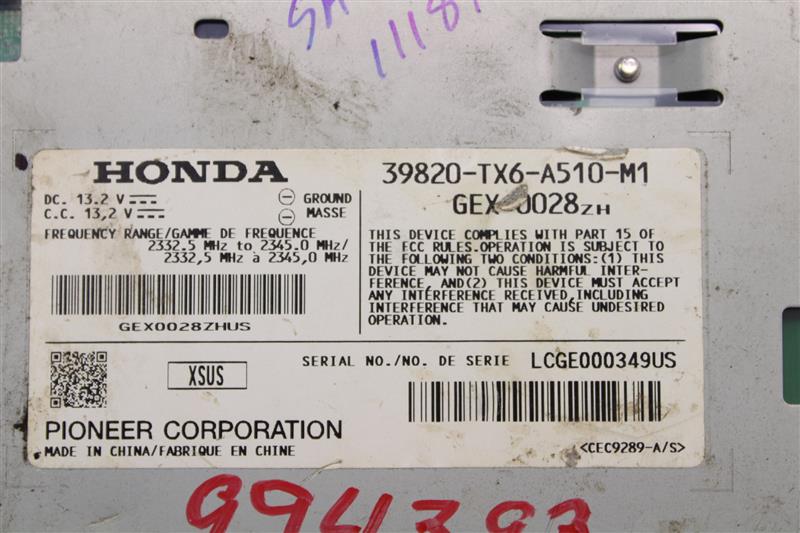 SA
11181
HONDA
39820-TX6-A510-M1
DC. 13.2 V
C.C. 13,2 V
GROUND
MASSE
GEX-0028ZH
FREQUENCY RANGE/GAMME DE FREQUENCE
2332.5 MHz to 2345.0 MHz/
2332,5 MHz à 2345,0 MHz
THIS DEVICE COMPLIES WITH PART 15 OF
THE FCC RULES.OPERATION IS SUBJECT TO
THE FOLLOWING TWO CONDITIONS:(1) THIS
DEVICE MAY NOT CAUSE HARMFUL INTER-
FERENCE, AND(2) THIS DEVICE MUST ACCEPT
ANY INTERFERENCE RECEIVED,INCLUDING
INTERFERENCE THAT MAY CAUSE UNDESIRED
OPERATION.
GEX0028ZHUS
XSUS
SERIAL NO./NO. DE SERIE LCGE000349US
PIONEER CORPORATION
MADE IN CHINA/FABRIQUE EN CHINE
<CEC9289-A/S>
994393